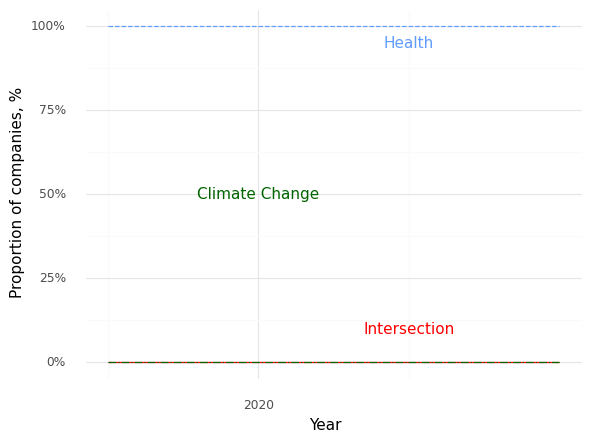 100%
Health
75%
Proportion of companies, %
Climate Change
50%
25%
Intersection
0%
2020
Year